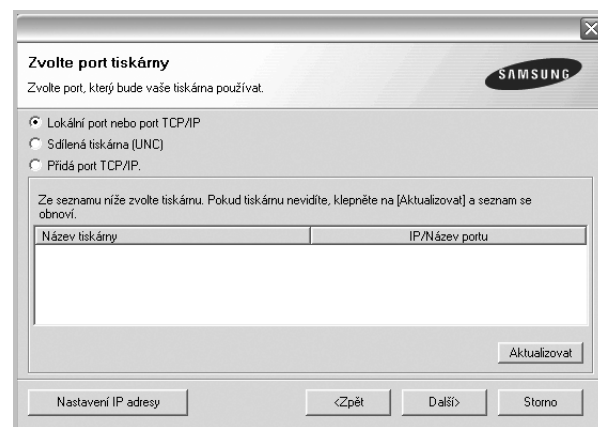 Zvolte port tiskárny
Zvolte port, který bude vaše tiskárna používat.
SAMSUNG
Lokální port nebo port TCP/IP
Sdílená tiskárna (UNC)
Přidá port TCP/IP.
Ze seznamu níže zvolte tiskárnu. Pokud tiskárnu nevidíte, klepněte na [Aktualizovat] a seznam se
obnoví.
Název tiskárny IP/Název portu
Aktualizovat
Nastavení IP adresy <Zpět Další> Storno